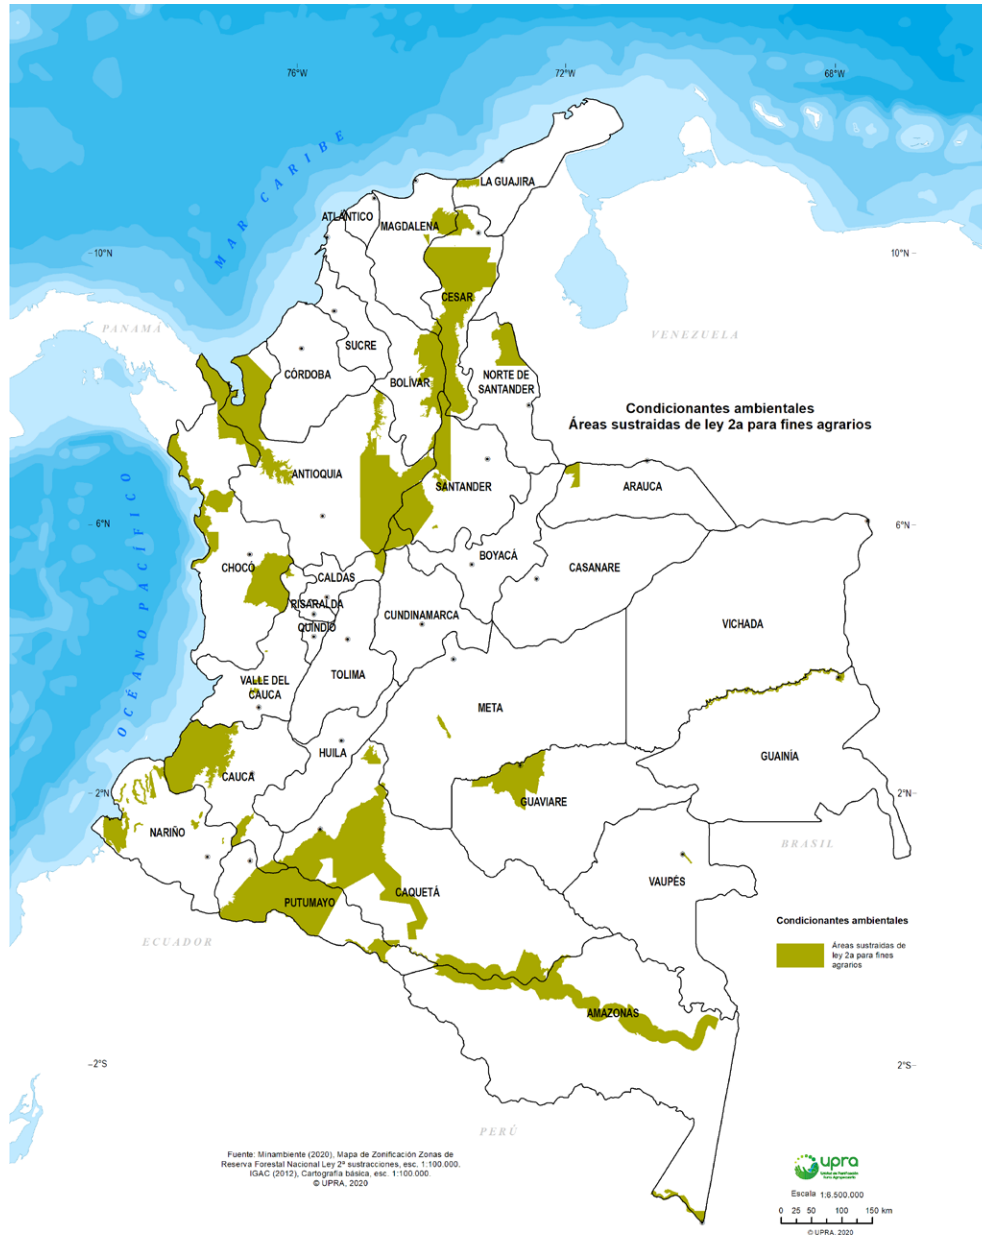 76°W
72°W
68°W
MAR CARIBE
LA GUAJIRA
ATLÁNTICO
MAGDALENA
10°N
10°N
CESAR
PANAMÁ
VENEZUELA
SUCRE
CÓRDOBA
BOLÍVAR
NORTE DE
SANTANDER
Condicionantes ambientales
Áreas sustraidas de ley 2a para fines agrarios
ANTIOQUIA
SANTANDER
ARAUCA
OCÉANO PACÍFICO
6°N
6°N
BOYACÁ
CHOCÓ
CASANARE
CALDAS
RISARALDA
CUNDINAMARCA
QUINDÍO
VICHADA
TOLIMA
VALLE DEL
CAUCA
META
HUILA
GUAINÍA
CAUCA
2°N
GUAVIARE
2°N
NARIÑO
BRASIL
VAUPÉS
CAQUETÁ
PUTUMAYO
Condicionantes ambientales
ECUADOR
Áreas sustraidas de
ley 2a para fines
agrarios
AMAZONAS
2°S
2°S
PERÚ
Fuente: Minambiente (2020), Mapa de Zonificación Zonas de
Reserva Forestal Nacional Ley 2ª sustracciones, esc. 1:100.000.
IGAC (2012), Cartografía básica, esc. 1:100.000.
© UPRA, 2020
upra
Escala 1:6.500.000
0 25 50 100 150 km
© UPRA, 2020